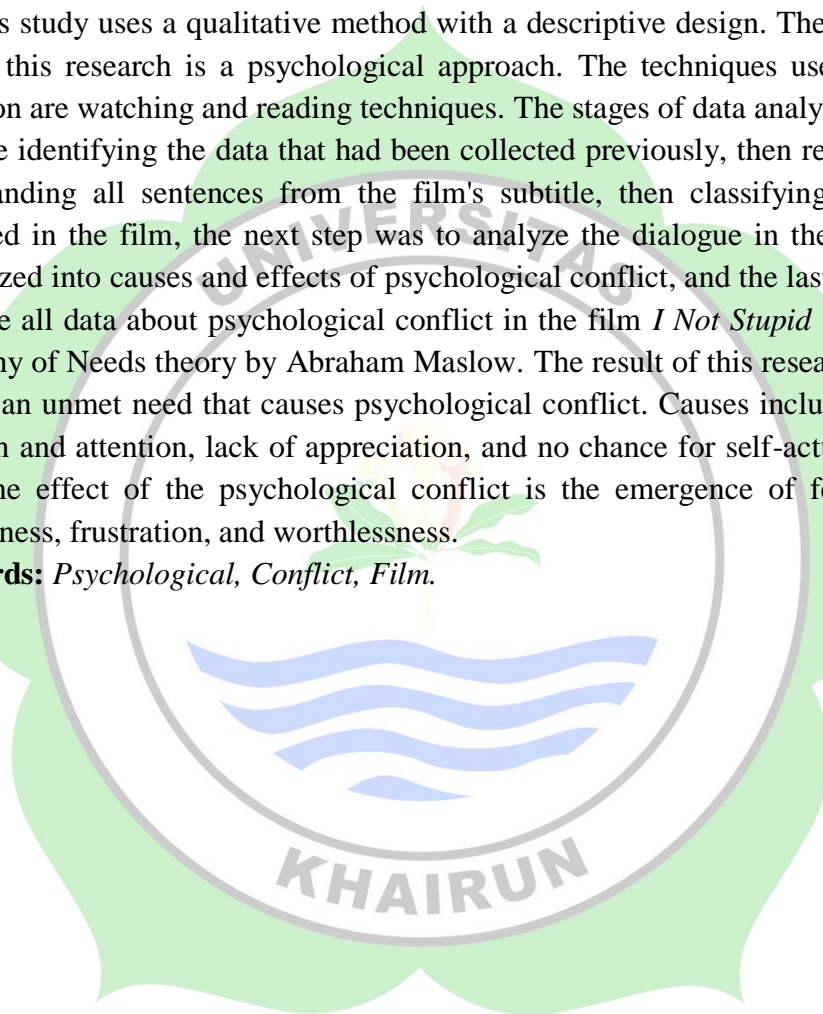 s study uses a qualitative method with a descriptive design. The
this research is a psychological approach. The techniques use
on are watching and reading techniques. The stages of data analy
e identifying the data that had been collected previously, then re
anding all sentences from the film's subtitle, then classifying
ed in the film, the next step was to analyze the dialogue in the
zed into causes and effects of psychological conflict, and the last
e all data about psychological conflict in the film I Not Stupid
ny of Needs theory by Abraham Maslow. The result of this resea
an unmet need that causes psychological conflict. Causes inclu
n and attention, lack of appreciation, and no chance for self-actu
ne effect of the psychological conflict is the emergence of fe
ness, frustration, and worthlessness.
rds: Psychological, Conflict, Film.
UNIVERSITAS
KHAIRUN